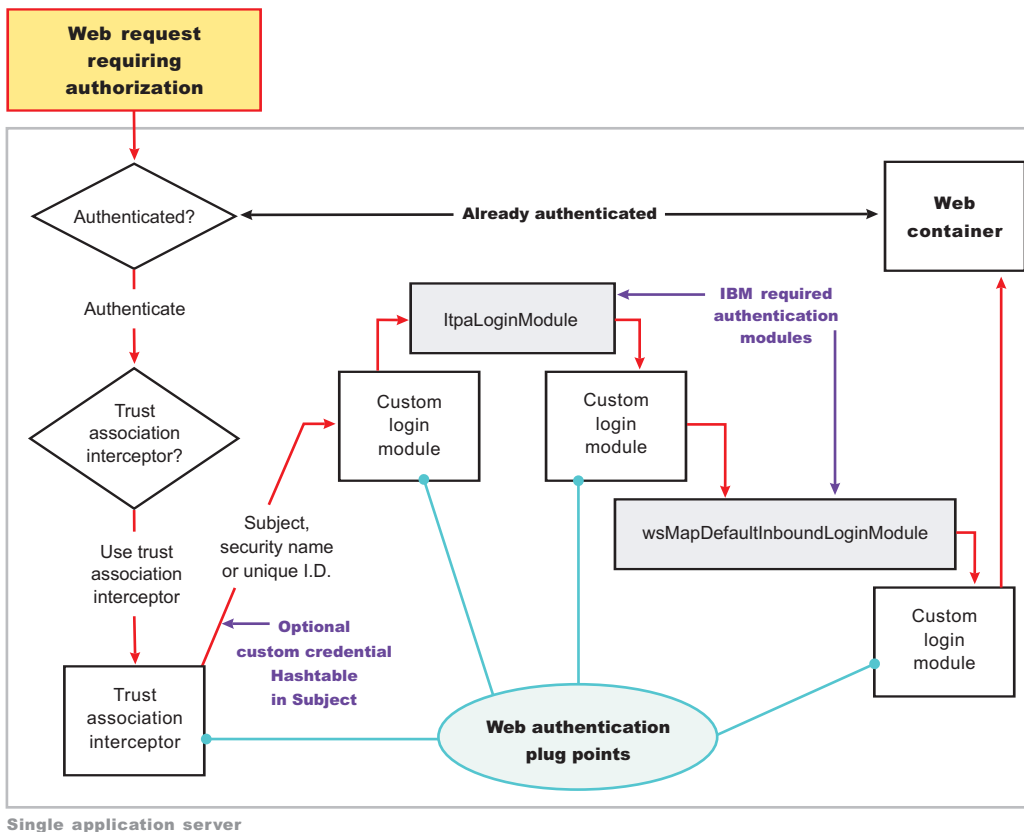 Web request
requiring
authorization
Authenticated?
Already authenticated
Web
container
Authenticate
ltpaLoginModule
IBM required
authentication
modules
Trust
association
interceptor?
Custom
login
module
Custom
login
module
Use trust
association
interceptor
Subject,
security name
or unique I.D.
wsMapDefaultInboundLoginModule
Optional
custom credential
Hashtable
in Subject
Custom
login
module
Trust
association
interceptor
Web authentication
plug points
Single application server